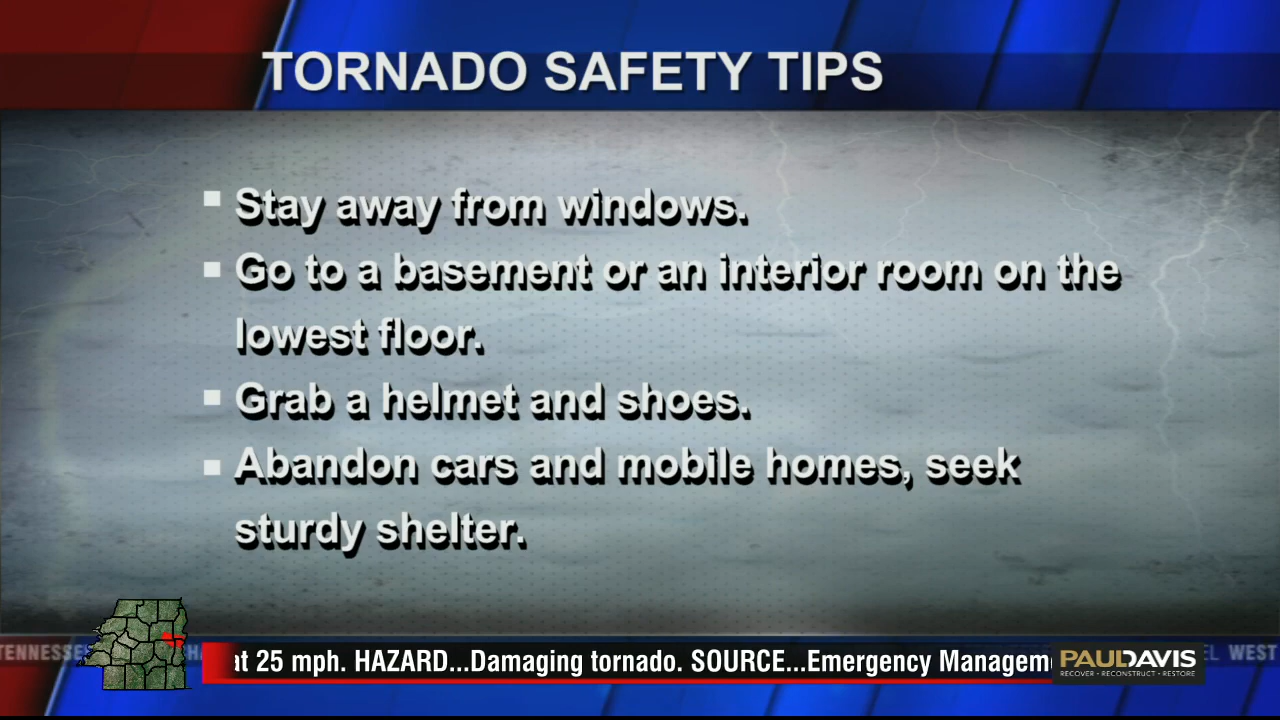 TORNADO SAFETY TIPS
Stay away from windows.
Go to a basement or an interior room on the
lowest floor.
Grab a helmet and shoes.
Abandon cars and mobile homes, seek
sturdy shelter.
at 25 mph. HAZARD...Damaging tornado. SOURCE...Emergency
PAUL DAVIS
RECOVER • RECONSTRUCT • RESTORE
WEST